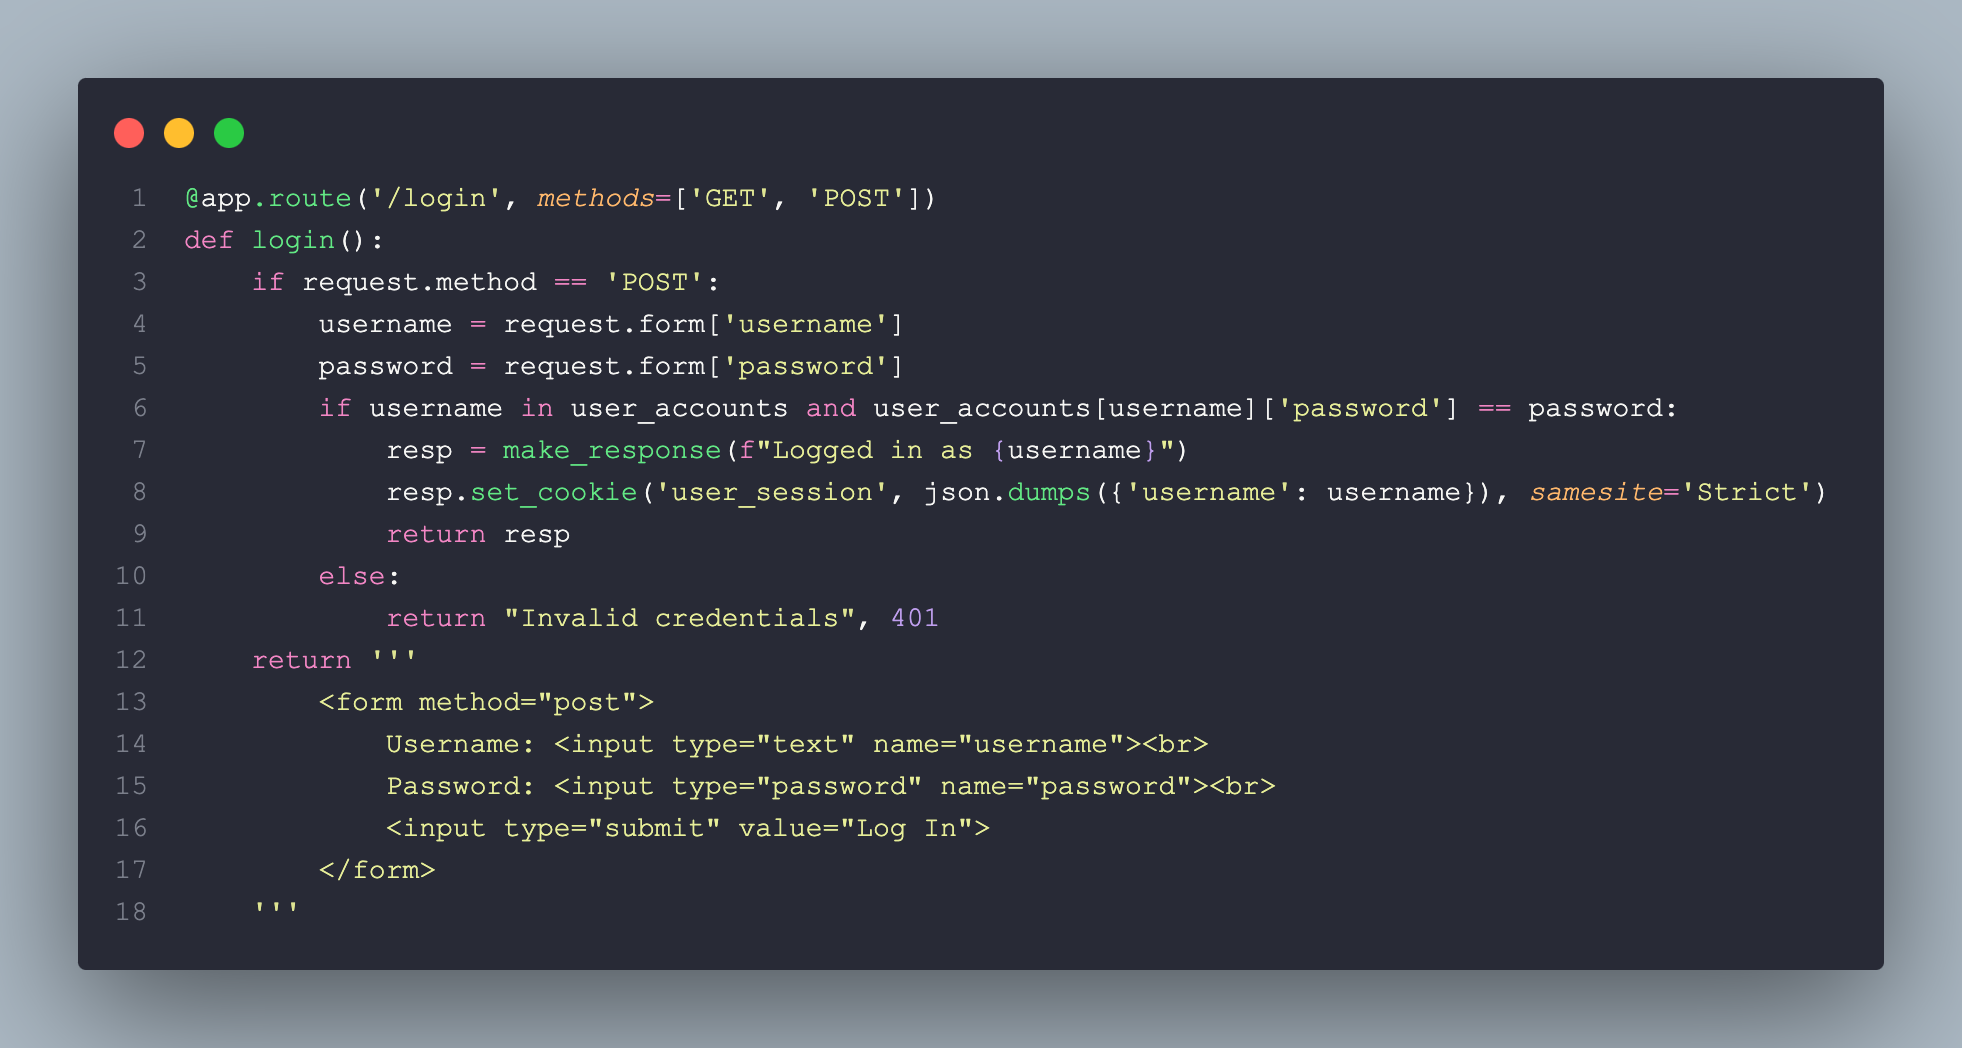 1 @app.route('/login', methods=['GET', 'POST'])
2 def login():
3     if request.method == 'POST':
4         username = request.form['username']
5         password = request.form['password']
6         if username in user_accounts and user_accounts[username]['password'] == password:
7             resp = make_response(f"Logged in as {username}")
8             resp.set_cookie('user_session', json.dumps({'username': username}), samesite='Strict')
9             return resp
10         else:
11             return "Invalid credentials", 401
12     return '''
13         <form method="post">
14             Username: <input type="text" name="username"><br>
15             Password: <input type="password" name="password"><br>
16             <input type="submit" value="Log In">
17         </form>
18     '''